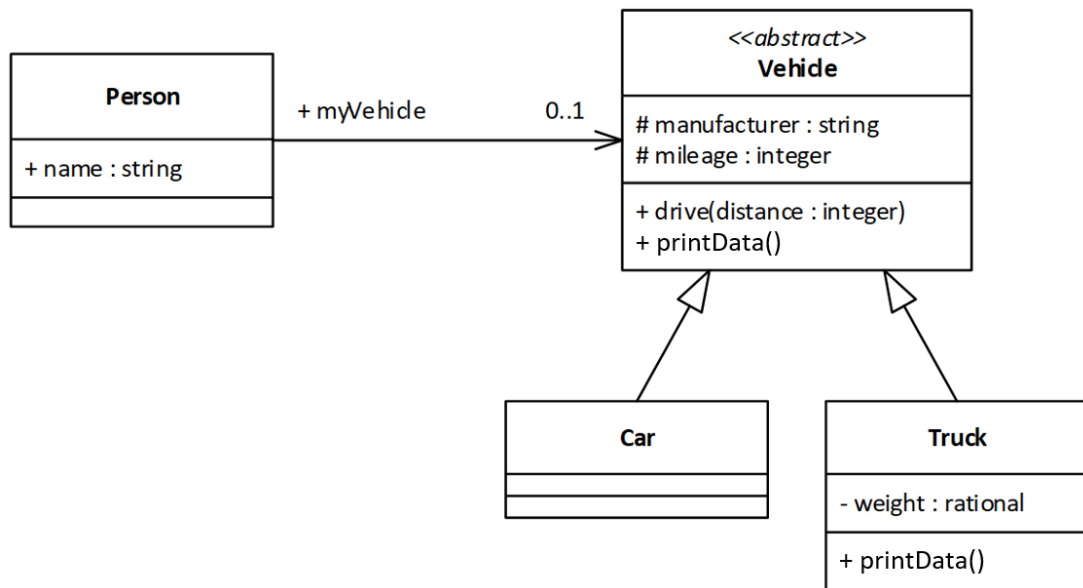 Person
+ name : string
+ myVehicle
0..1
<<abstract>>
Vehicle
# manufacturer : string
# mileage : integer
+ drive(distance : integer)
+ printData()
Car
Truck
- weight : rational
+ printData()